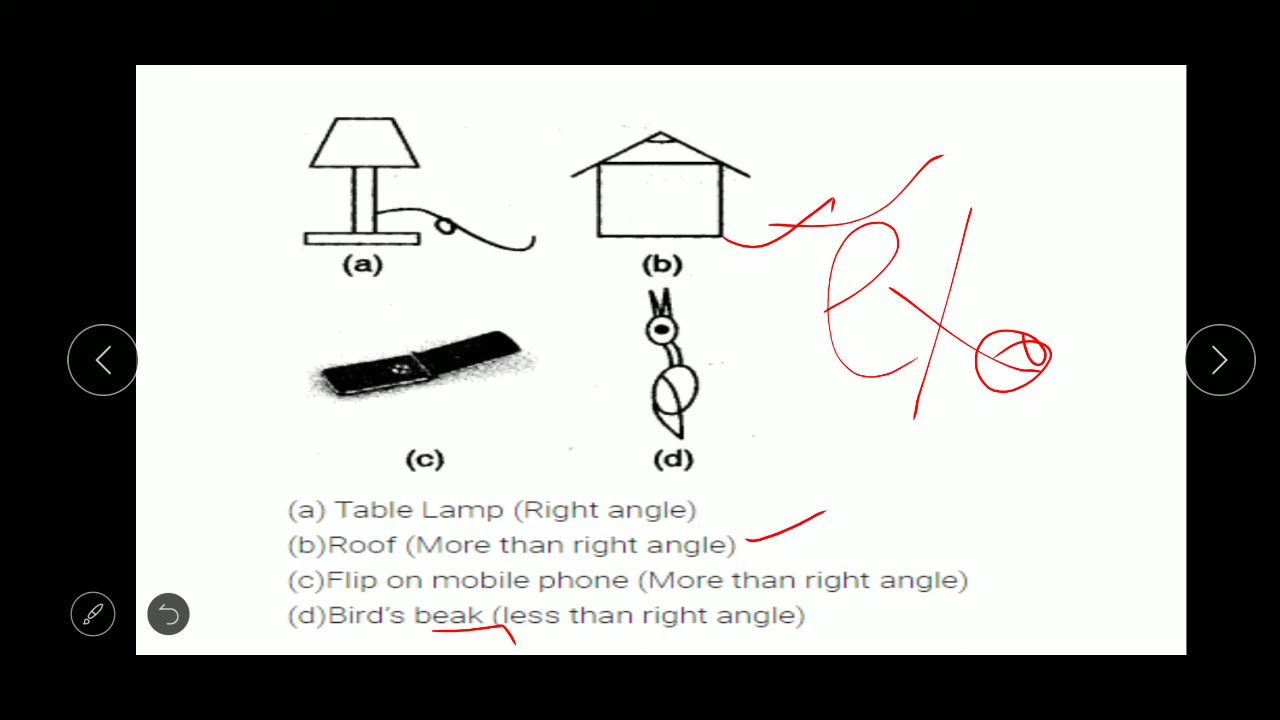 (a)
(b)
(c)
(d)
(a) Table Lamp (Right angle)
(b)Roof (More than right angle)
(c)Flip on mobile phone (More than right angle)
(d)Bird's beak (less than right angle)